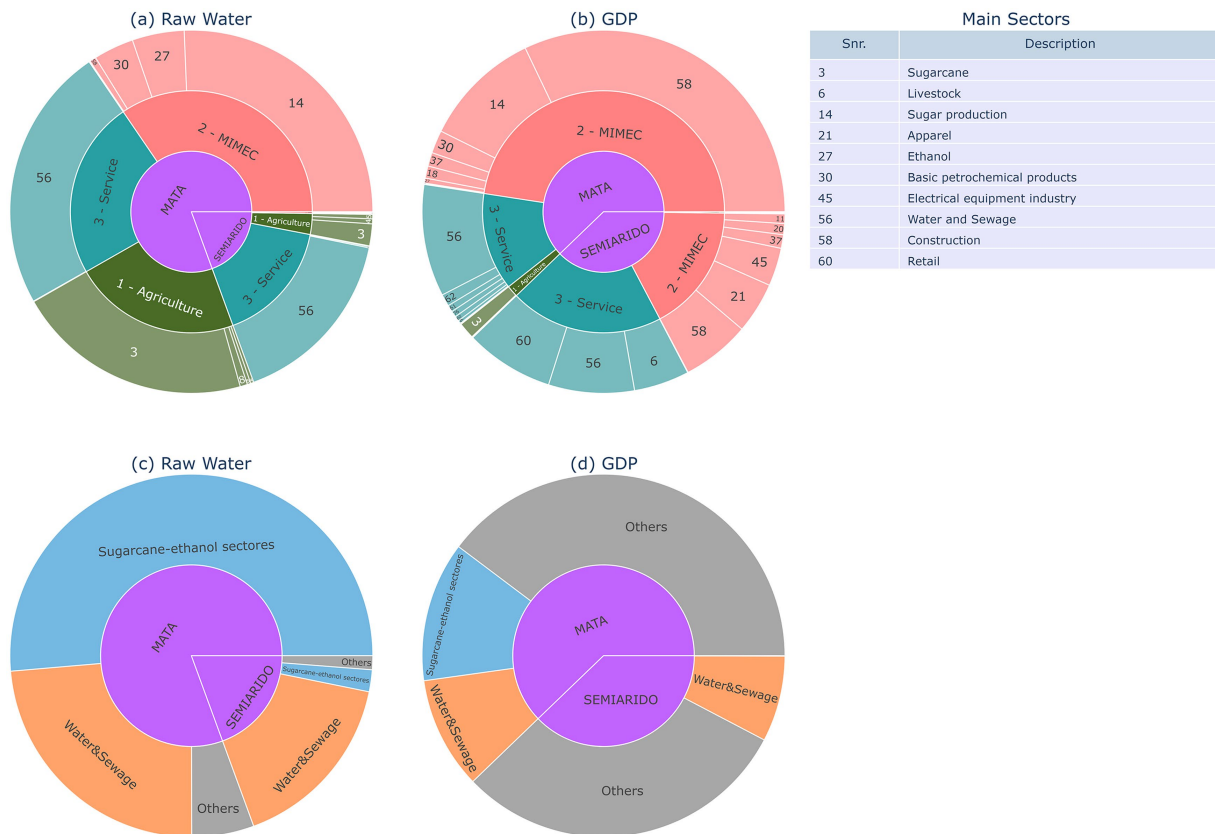 (a) Raw Water
(b) GDP
Main Sectors
Snr. Description
3 Sugarcane
6 Livestock
14 Sugar production
21 Apparel
27 Ethanol
30 Basic petrochemical products
45 Electrical equipment industry
56 Water and Sewage
58 Construction
60 Retail
30
27
14
2 - MIMEC
56
3 - Service
MATA
SEMIARIDO
1 - Agriculture
3
3 - Service
56
1 - Agriculture
3
8
58
14
2 - MIMEC
30
37
18
MATA
56
3 - Service
SEMIARIDO
2 - MIMEC
11
20
37
45
21
58
62
1 - Agriculture
3 - Service
3
60
56
6
(c) Raw Water
(d) GDP
Sugarcane-ethanol sectores
MATA
SEMIARIDO
Others
Sugarcane-ethanol sectores
Water&Sewage
Water&Sewage
Others
Others
Sugarcane-ethanol sectores
MATA
SEMIARIDO
Water&Sewage
Water&Sewage
Others